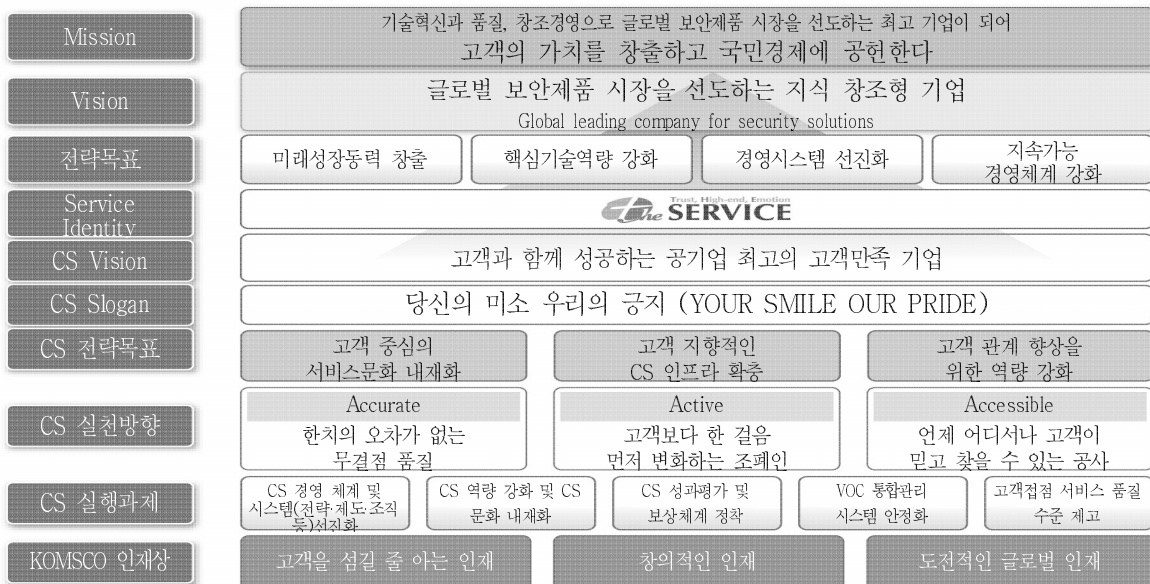 Mission
기술혁신과 품질, 창조경영으로 글로벌 보안제품 시장을 선도하는 최고 기업이 되어
고객의 가치를 창출하고 국민경제에 공헌한다
Vision
글로벌 보안제품 시장을 선도하는 지식 창조형 기업
Global leading company for security solutions
전략목표
미래성장동력 창출
핵심기술역량 강화
경영시스템 선진화
지속가능
경영체계 강화
Service
Identity
Trust, High-end, Emotion
The SERVICE
CS Vision
고객과 함께 성공하는 공기업 최고의 고객만족 기업
CS Slogan
당신의 미소 우리의 긍지 (YOUR SMILE OUR PRIDE)
CS 전략목표
고객 중심의
서비스문화 내재화
고객 지향적인
CS 인프라 확충
고객 관계 향상을
위한 역량 강화
CS 실천방향
Accurate
한치의 오차가 없는
무결점 품질
Active
고객보다 한 걸음
먼저 변화하는 조폐인
Accessible
언제 어디서나 고객이
믿고 찾을 수 있는 공사
CS 실행과제
CS 경영 체계 및
시스템(전략·제도·조직
등)선진화
CS 역량 강화 및 CS
문화 내재화
CS 성과평가 및
보상체계 정착
VOC 통합관리
시스템 안정화
고객접점 서비스 품질
수준 제고
KOMSCO 인재상
고객을 섬길 줄 아는 인재
창의적인 인재
도전적인 글로벌 인재